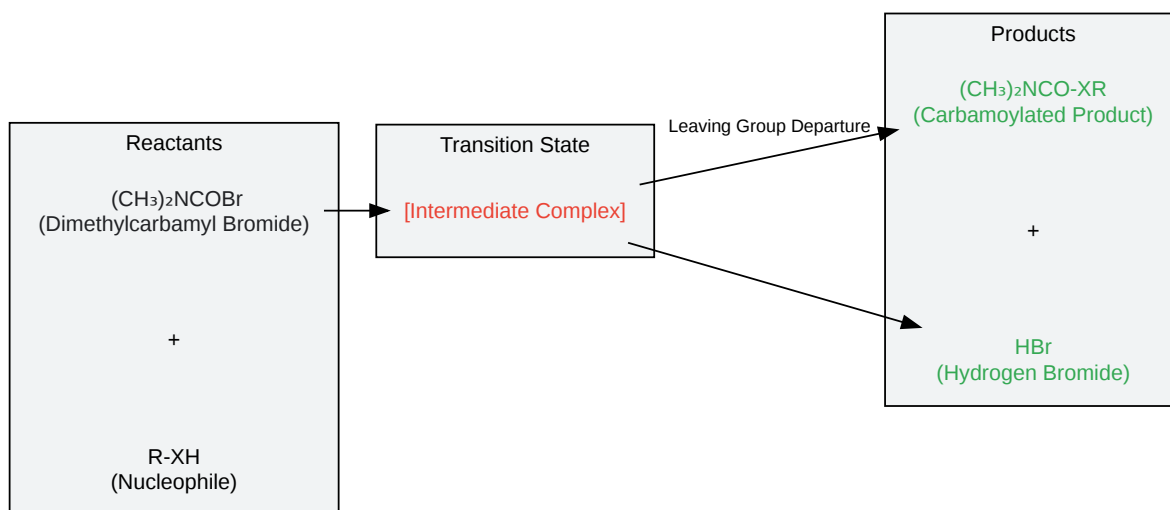 Reactants
(CH₃)₂NCOBr
(Dimethylcarbamyl Bromide)
+
R-XH
(Nucleophile)
Transition State
[Intermediate Complex]
Leaving Group Departure
Products
(CH₃)₂NCO-XR
(Carbamoylated Product)
+
HBr
(Hydrogen Bromide)